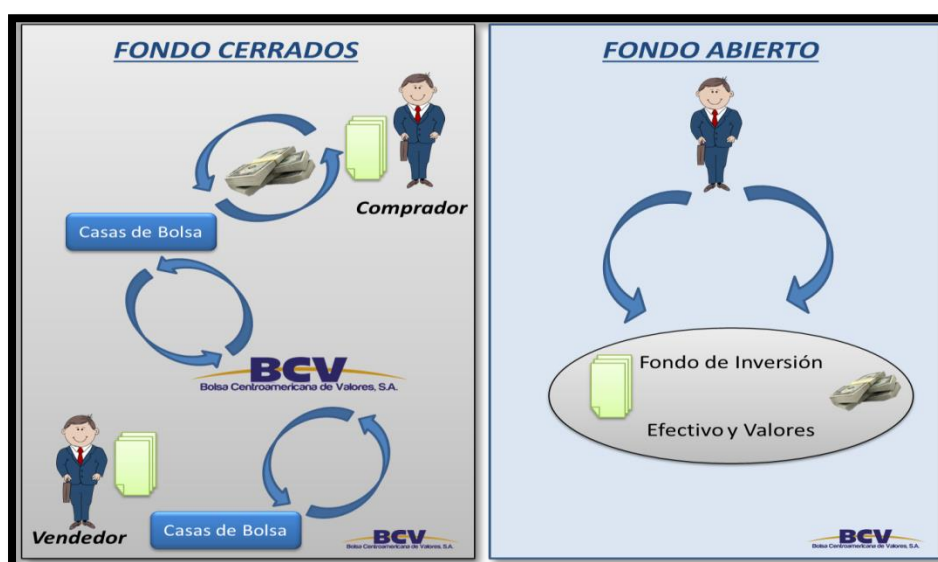 FONDO CERRADOS
Comprador
Casas de Bolsa
BCV
Bolsa Centroamericana de Valores, S.A.
Vendedor
Casas de Bolsa
BCV
Bolsa Centroamericana de Valores, S.A.
FONDO ABIERTO
Fondo de Inversión
Efectivo y Valores
BCV
Bolsa Centroamericana de Valores, S.A.